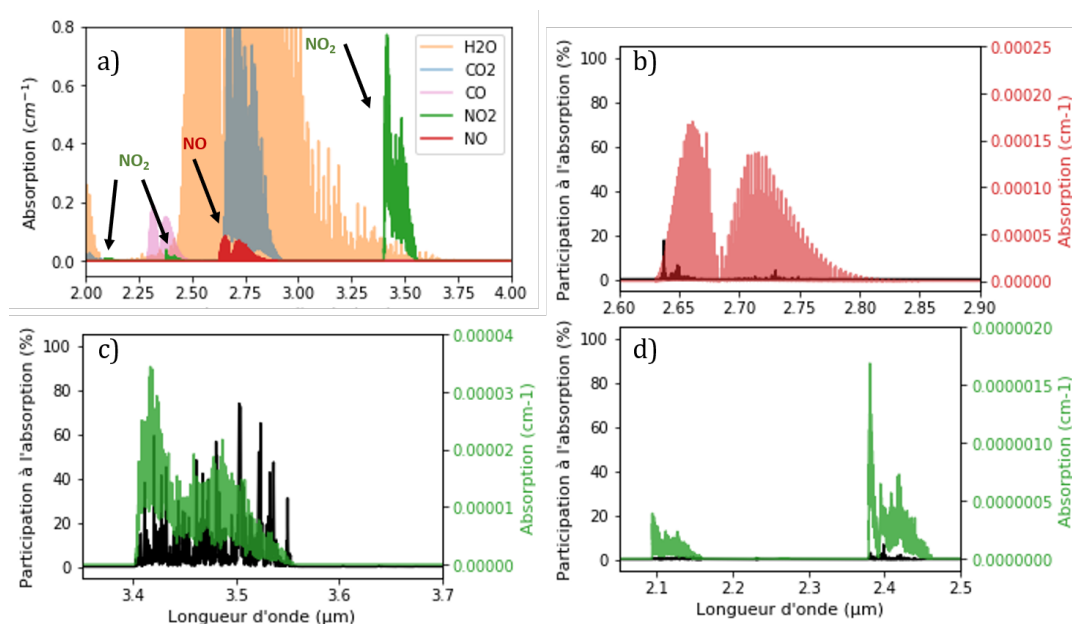 a)
NO₂
NO₂
NO
H2O
CO2
CO
NO2
NO
Absorption (cm⁻¹)
0.8
0.6
0.4
0.2
0.0
2.00 2.25 2.50 2.75 3.00 3.25 3.50 3.75 4.00
b)
Participation à l'absorption (%)
100
80
60
40
20
0
Absorption (cm-1)
0.00025
0.00020
0.00015
0.00010
0.00005
0.00000
2.60 2.65 2.70 2.75 2.80 2.85 2.90
c)
Participation à l'absorption (%)
100
80
60
40
20
0
Absorption (cm-1)
0.00004
0.00003
0.00002
0.00001
0.00000
3.4 3.5 3.6 3.7
Longueur d'onde (µm)
d)
Participation à l'absorption (%)
100
80
60
40
20
0
Absorption (cm-1)
0.0000020
0.0000015
0.0000010
0.0000005
0.0000000
2.1 2.2 2.3 2.4 2.5
Longueur d'onde (µm)